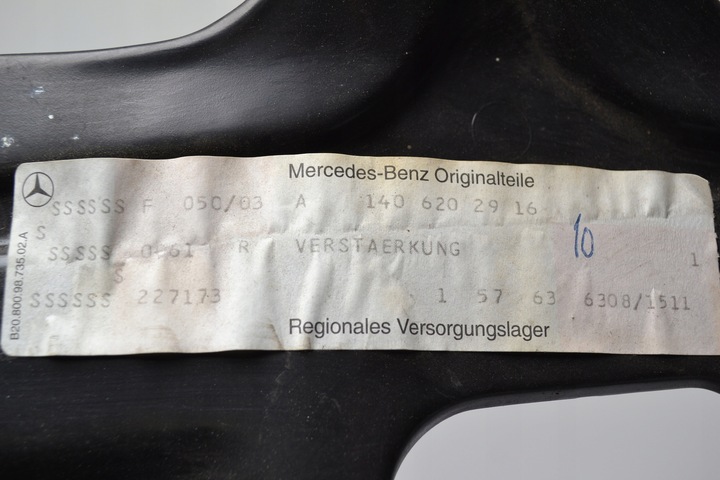 Mercedes-Benz Originalteile
SSSSSS F 05C/03 A 140 620 29 16
S
SSSSS 0 61 R VERSTAERKUNG 10 1
S
SSSSSS 227173 1 57 63 6308/1511
Regionales Versorgungslager
B20.800:98.735.02.A